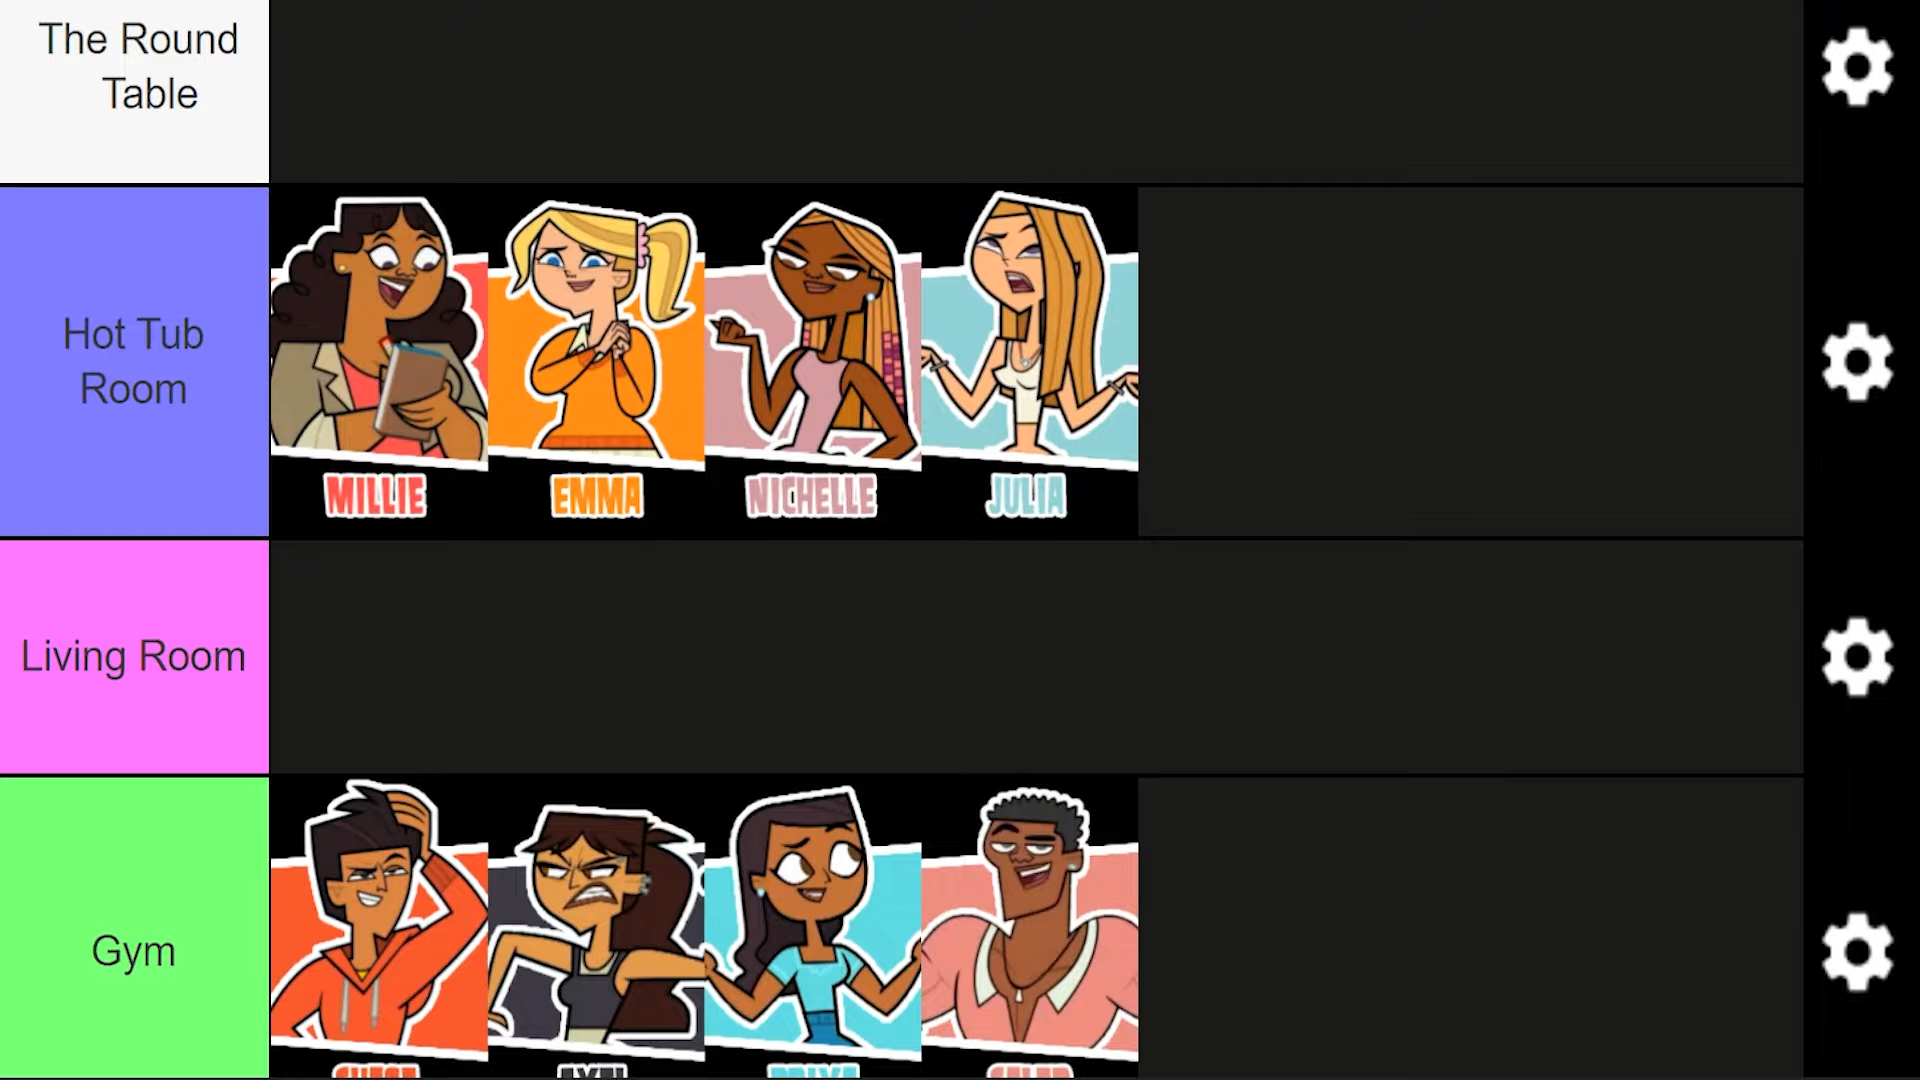 The Round
Table
Hot Tub
Room
MILLIE
EMMA
NICHELLE
JULIA
Living Room
Gym